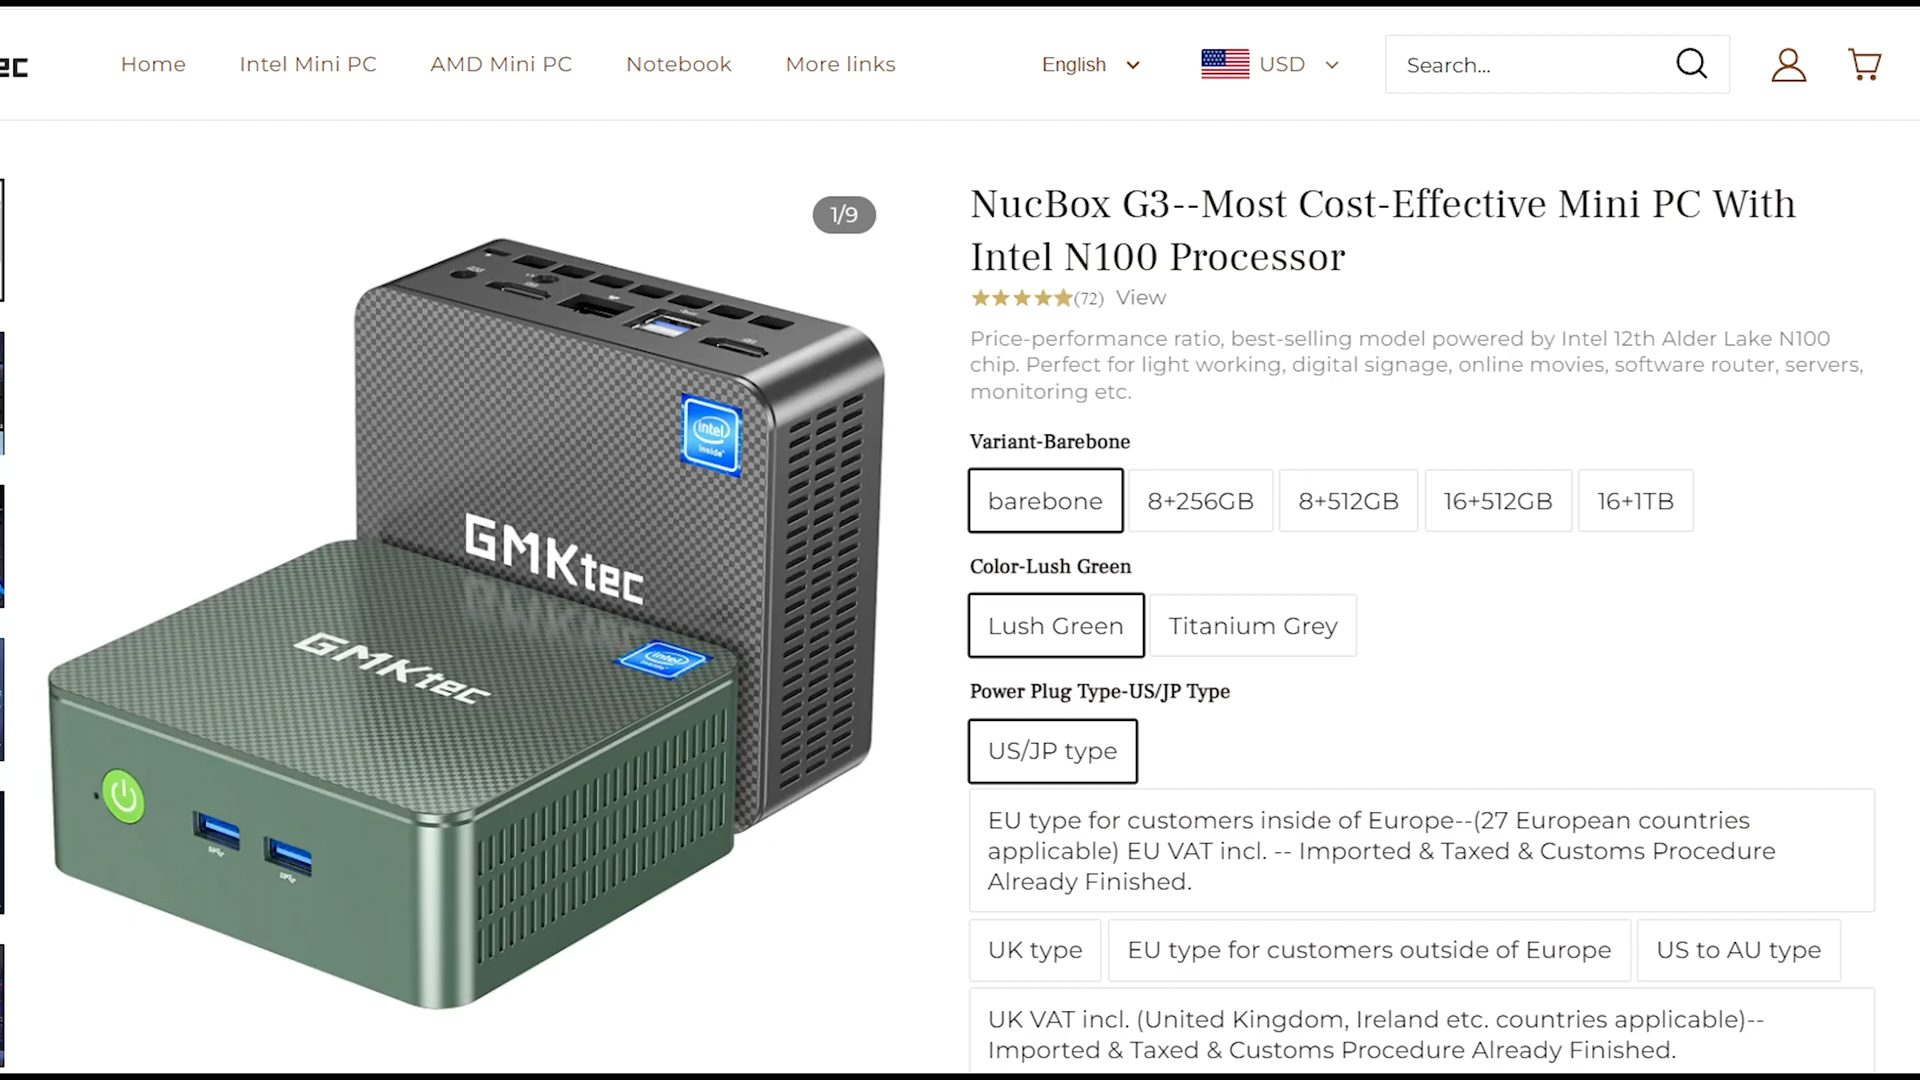 ec
Home
Intel Mini PC
AMD Mini PC
Notebook
More links
English
USD
Search...
1/9
GMKtec
intel
inside
GMKtec
intel
inside
NucBox G3--Most Cost-Effective Mini PC With
Intel N100 Processor
(72) View
Price-performance ratio, best-selling model powered by Intel 12th Alder Lake N100
chip. Perfect for light working, digital signage, online movies, software router, servers,
monitoring etc.
Variant-Barebone
barebone
8+256GB
8+512GB
16+512GB
16+1TB
Color-Lush Green
Lush Green
Titanium Grey
Power Plug Type-US/JP Type
US/JP type
EU type for customers inside of Europe--(27 European countries
applicable) EU VAT incl. -- Imported & Taxed & Customs Procedure
Already Finished.
UK type
EU type for customers outside of Europe
US to AU type
UK VAT incl. (United Kingdom, Ireland etc. countries applicable)--
Imported & Taxed & Customs Procedure Already Finished.